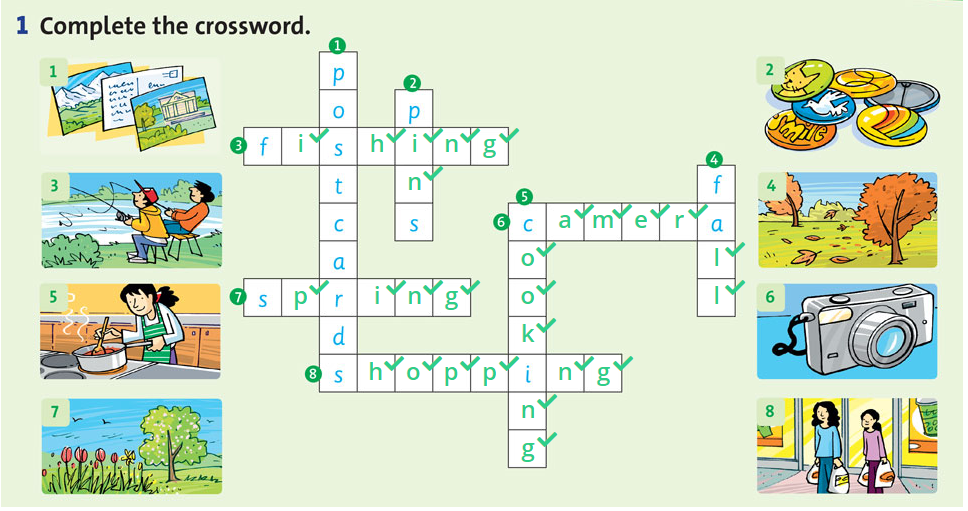 1 Complete the crossword.
1
1
2
p
2
smile
o p
3 f i s h i n g
3
4
4
t n f
5
c s 6 c a m e r a
a o l
5
6
7 s p r i n g o l
d k
8 s h o p p i n g
7
8
n
g